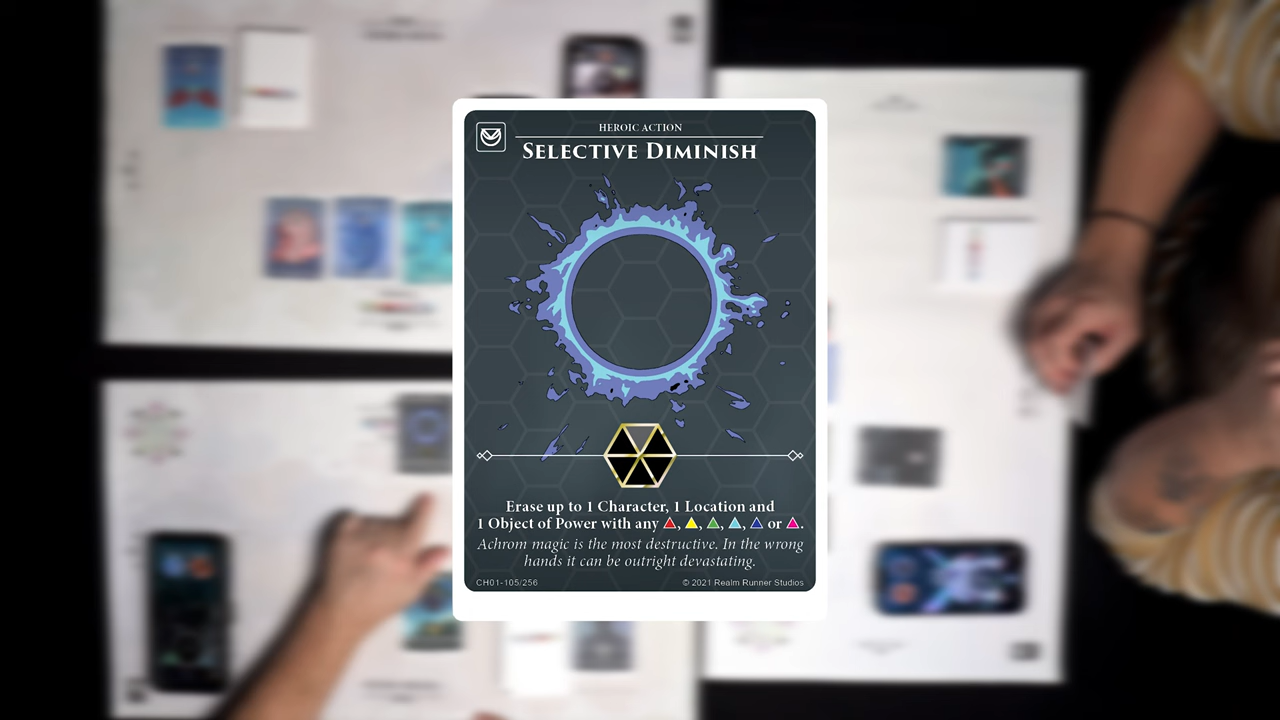 HEROIC ACTION
SELECTIVE DIMINISH
Erase up to 1 Character, 1 Location and
1 Object of Power with any ▲, ▲, ▲, ▲, ▲ or ▲.
Achrom magic is the most destructive. In the wrong
hands it can be outright devastating.
CH01-105/256
© 2021 Realm Runner Studios